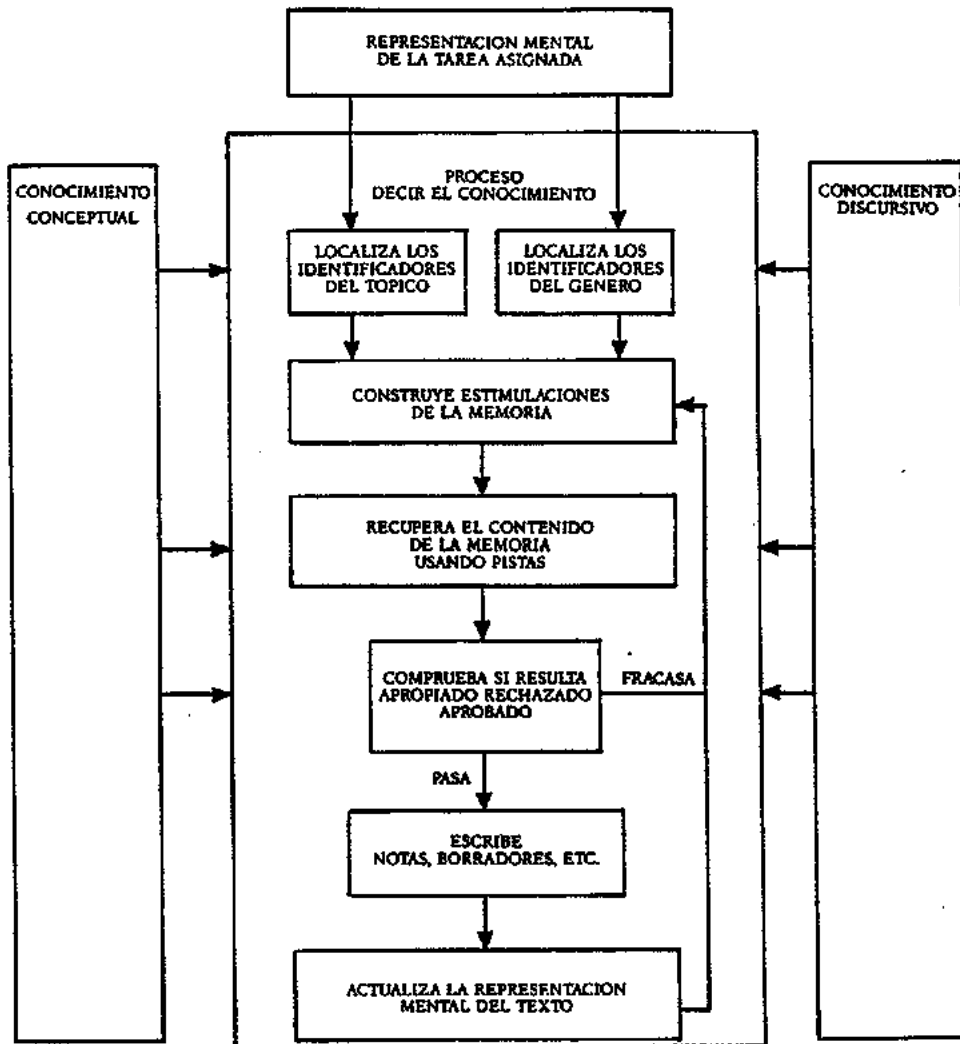 REPRESENTACION MENTAL
DE LA TAREA ASIGNADA
CONOCIMIENTO
CONCEPTUAL
PROCESO
DECIR EL CONOCIMIENTO
CONOCIMIENTO
DISCURSIVO
LOCALIZA LOS
IDENTIFICADORES
DEL TOPICO
LOCALIZA LOS
IDENTIFICADORES
DEL GENERO
CONSTRUYE ESTIMULACIONES
DE LA MEMORIA
RECUPERA EL CONTENIDO
DE LA MEMORIA
USANDO PISTAS
COMPRUEBA SI RESULTA
APROPIADO RECHAZADO
APROBADO
FRACASA
PASA
ESCRIBE
NOTAS, BORRADORES, ETC.
ACTUALIZA LA REPRESENTACION
MENTAL DEL TEXTO